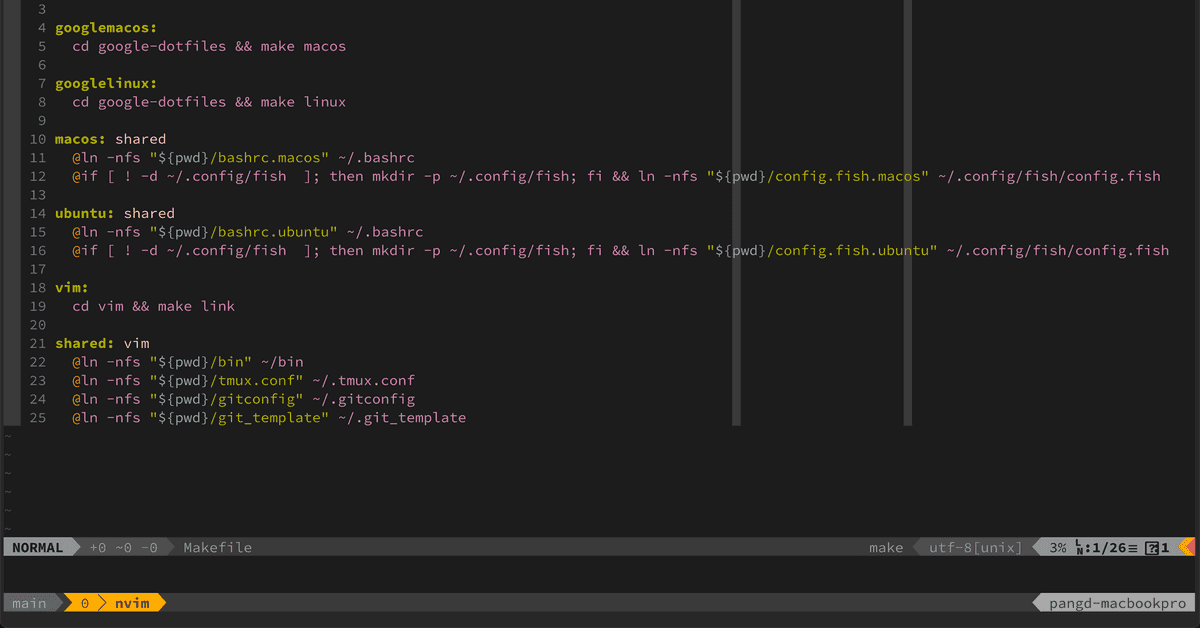 3
4 googlemacos:
5   cd google-dotfiles && make macos
6
7 googlelinux:
8   cd google-dotfiles && make linux
9
10 macos: shared
11   @ln -nfs "${pwd}/bashrc.macos" ~/.bashrc
12   @if [ ! -d ~/.config/fish  ]; then mkdir -p ~/.config/fish; fi && ln -nfs "${pwd}/config.fish.macos" ~/.config/fish/config.fish
13
14 ubuntu: shared
15   @ln -nfs "${pwd}/bashrc.ubuntu" ~/.bashrc
16   @if [ ! -d ~/.config/fish  ]; then mkdir -p ~/.config/fish; fi && ln -nfs "${pwd}/config.fish.ubuntu" ~/.config/fish/config.fish
17
18 vim:
19   cd vim && make link
20
21 shared: vim
22   @ln -nfs "${pwd}/bin" ~/bin
23   @ln -nfs "${pwd}/tmux.conf" ~/.tmux.conf
24   @ln -nfs "${pwd}/gitconfig" ~/.gitconfig
25   @ln -nfs "${pwd}/git_template" ~/.git_template
~
~
~
~
~
~
NORMAL +0 ~0 -0 Makefile make utf-8[unix] 3% ␤:1/26≡ ⍰1
main 0 nvim pangd-macbookpro